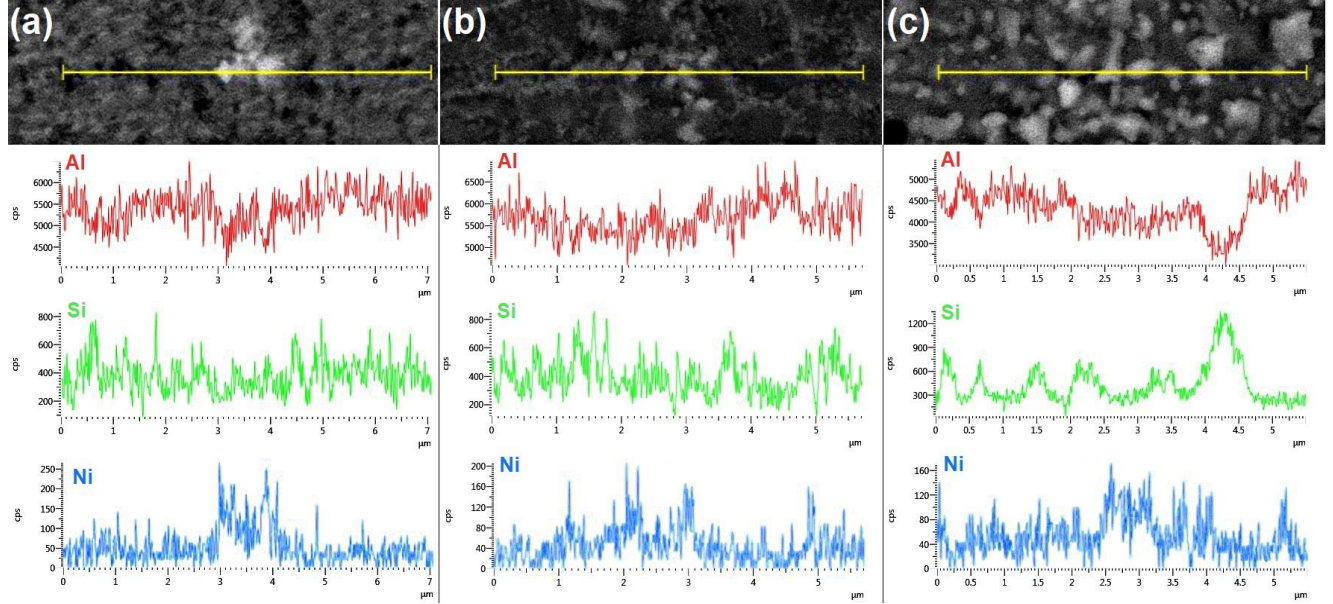 (a)
Al
6000
5500
5000
4500
cps
0 1 2 3 4 5 6 7
µm
Si
800
600
400
200
cps
0 1 2 3 4 5 6 7
µm
Ni
250
200
150
100
50
0
cps
0 1 2 3 4 5 6 7
µm
(b)
Al
6500
6000
5500
5000
cps
0 1 2 3 4 5
µm
Si
800
600
400
200
cps
0 1 2 3 4 5
µm
Ni
200
160
120
80
40
0
cps
0 1 2 3 4 5
µm
(c)
Al
5000
4500
4000
3500
cps
0 0.5 1 1.5 2 2.5 3 3.5 4 4.5 5
µm
Si
1200
900
600
300
cps
0 0.5 1 1.5 2 2.5 3 3.5 4 4.5 5
µm
Ni
160
120
80
40
0
cps
0 0.5 1 1.5 2 2.5 3 3.5 4 4.5 5
µm